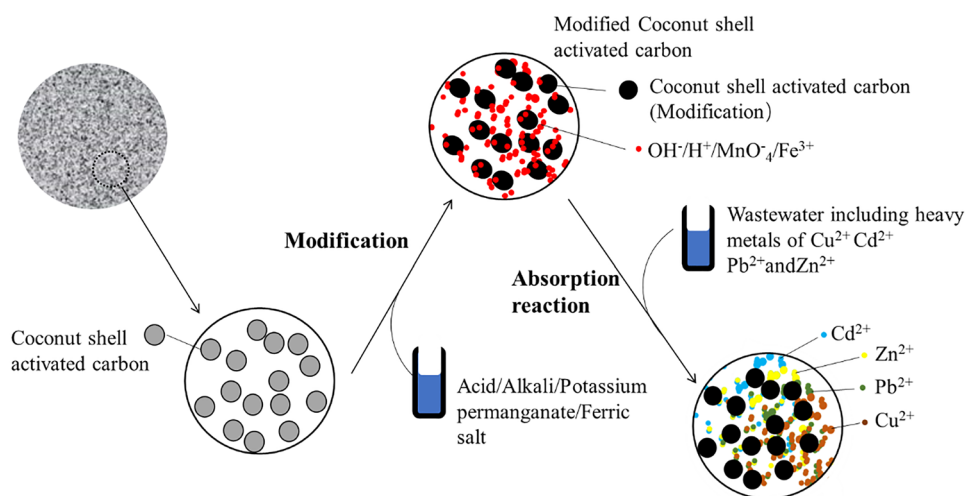 Modified Coconut shell
activated carbon
Coconut shell activated carbon
(Modification)
OH⁻/H⁺/MnO⁻₄/Fe³⁺
Modification
Wastewater including heavy
metals of Cu²⁺ Cd²⁺
Pb²⁺andZn²⁺
Absorption
reaction
Coconut shell
activated carbon
Acid/Alkali/Potassium
permanganate/Ferric
salt
Cd²⁺
Zn²⁺
Pb²⁺
Cu²⁺